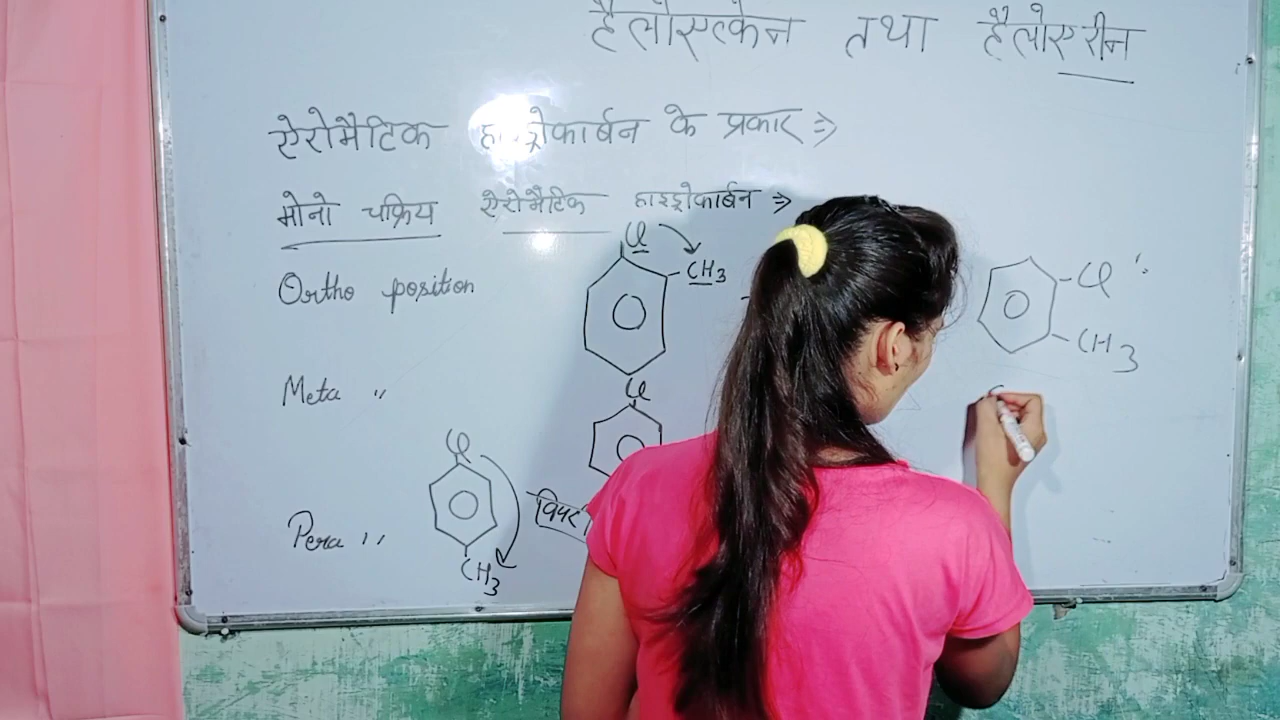 हैलोएल्केन तथा हैलोएरीन
ऐरोमैटिक हाइड्रोकार्बन के प्रकार ⇒
मोनो चक्रिय ऐरोमैटिक हाइड्रोकार्बन ⇒
Ortho position
Cl
CH3
Cl
CH3
Meta "
Cl
Pera "
Cl
CH3